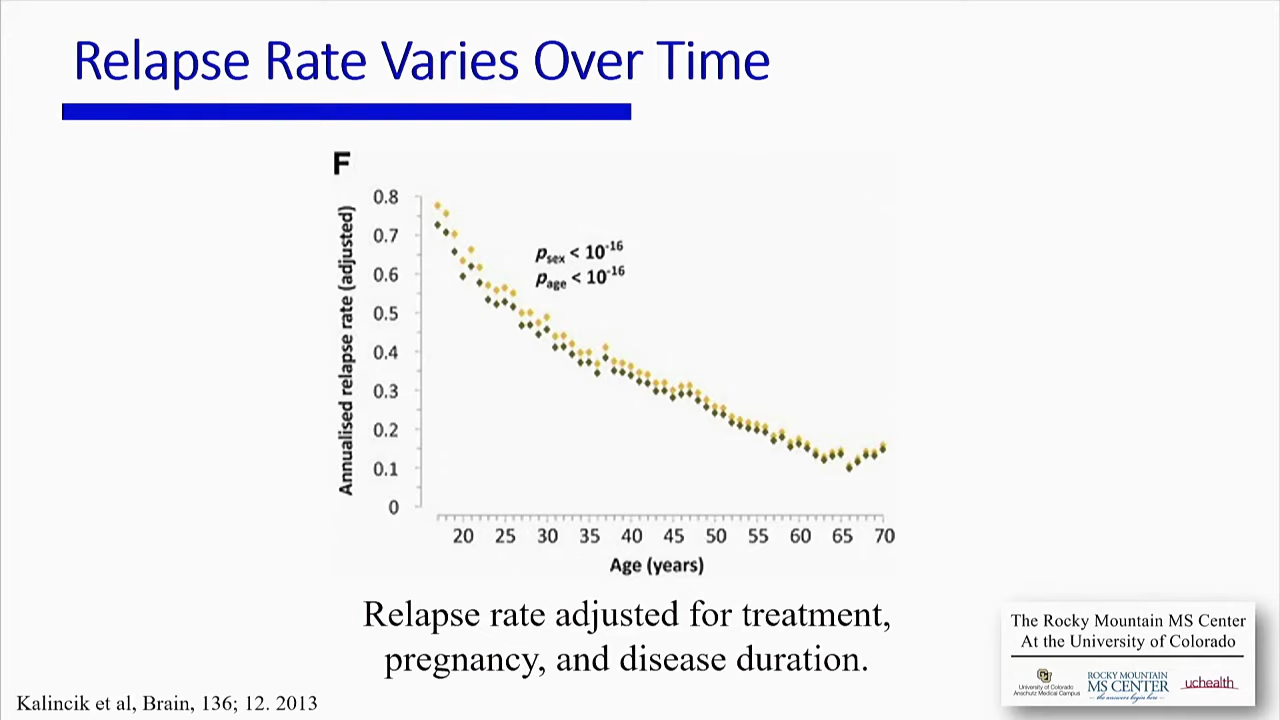 Relapse Rate Varies Over Time
F
Annualised relapse rate (adjusted)
0.8
0.7
0.6
0.5
0.4
0.3
0.2
0.1
0
p_sex < 10^-16
p_age < 10^-16
20 25 30 35 40 45 50 55 60 65 70
Age (years)
Relapse rate adjusted for treatment,
pregnancy, and disease duration.
The Rocky Mountain MS Center
At the University of Colorado
University of Colorado
Anschutz Medical Campus
ROCKY MOUNTAIN
MS CENTER
the answers begin here
uchealth
Kalincik et al, Brain, 136; 12. 2013